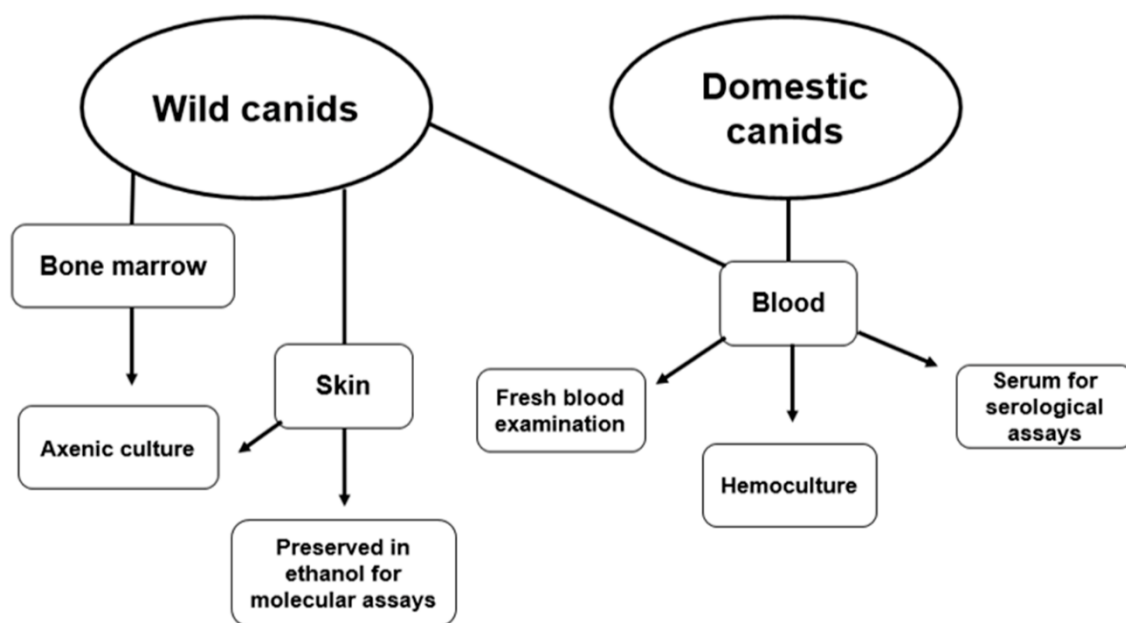 Wild canids
Domestic
canids
Bone marrow
Blood
Skin
Fresh blood
examination
Serum for
serological
assays
Axenic culture
Hemoculture
Preserved in
ethanol for
molecular assays